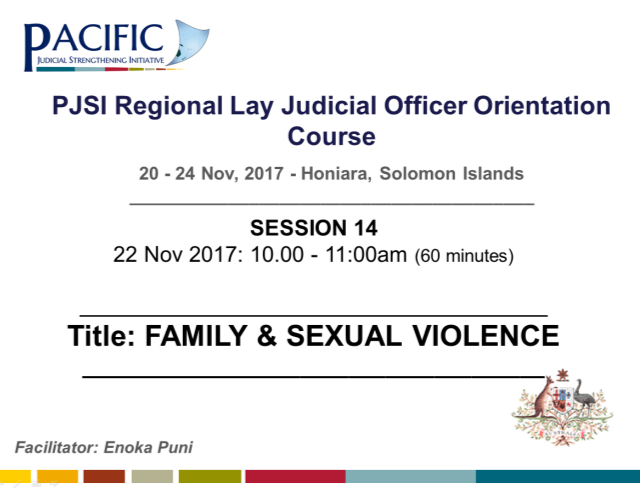 PACIFIC
JUDICIAL STRENGTHENING INITIATIVE
PJSI Regional Lay Judicial Officer Orientation
Course
20 - 24 Nov, 2017 - Honiara, Solomon Islands
SESSION 14
22 Nov 2017: 10.00 - 11:00am (60 minutes)
Title: FAMILY & SEXUAL VIOLENCE
AUSTRALIA
Facilitator: Enoka Puni